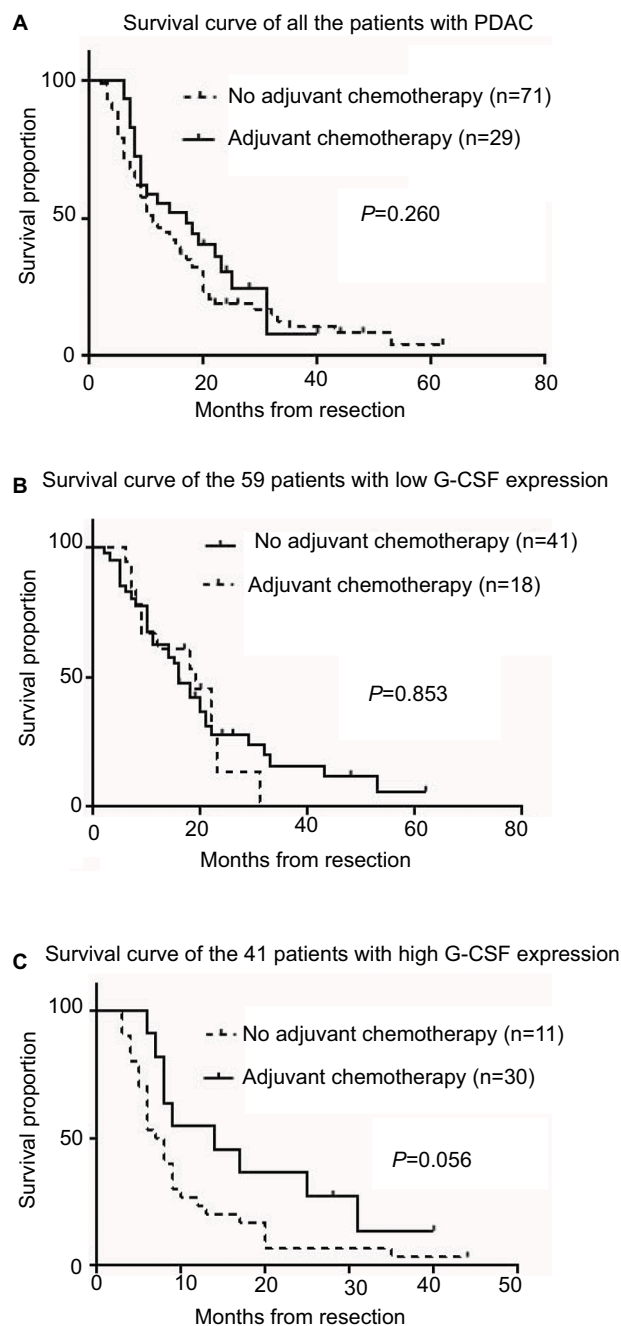 A Survival curve of all the patients with PDAC
100
50
0
Survival proportion
No adjuvant chemotherapy (n=71)
Adjuvant chemotherapy (n=29)
P=0.260
0 20 40 60 80
Months from resection
B Survival curve of the 59 patients with low G-CSF expression
100
50
0
Survival proportion
No adjuvant chemotherapy (n=41)
Adjuvant chemotherapy (n=18)
P=0.853
0 20 40 60 80
Months from resection
C Survival curve of the 41 patients with high G-CSF expression
100
50
0
Survival proportion
No adjuvant chemotherapy (n=11)
Adjuvant chemotherapy (n=30)
P=0.056
0 10 20 30 40 50
Months from resection